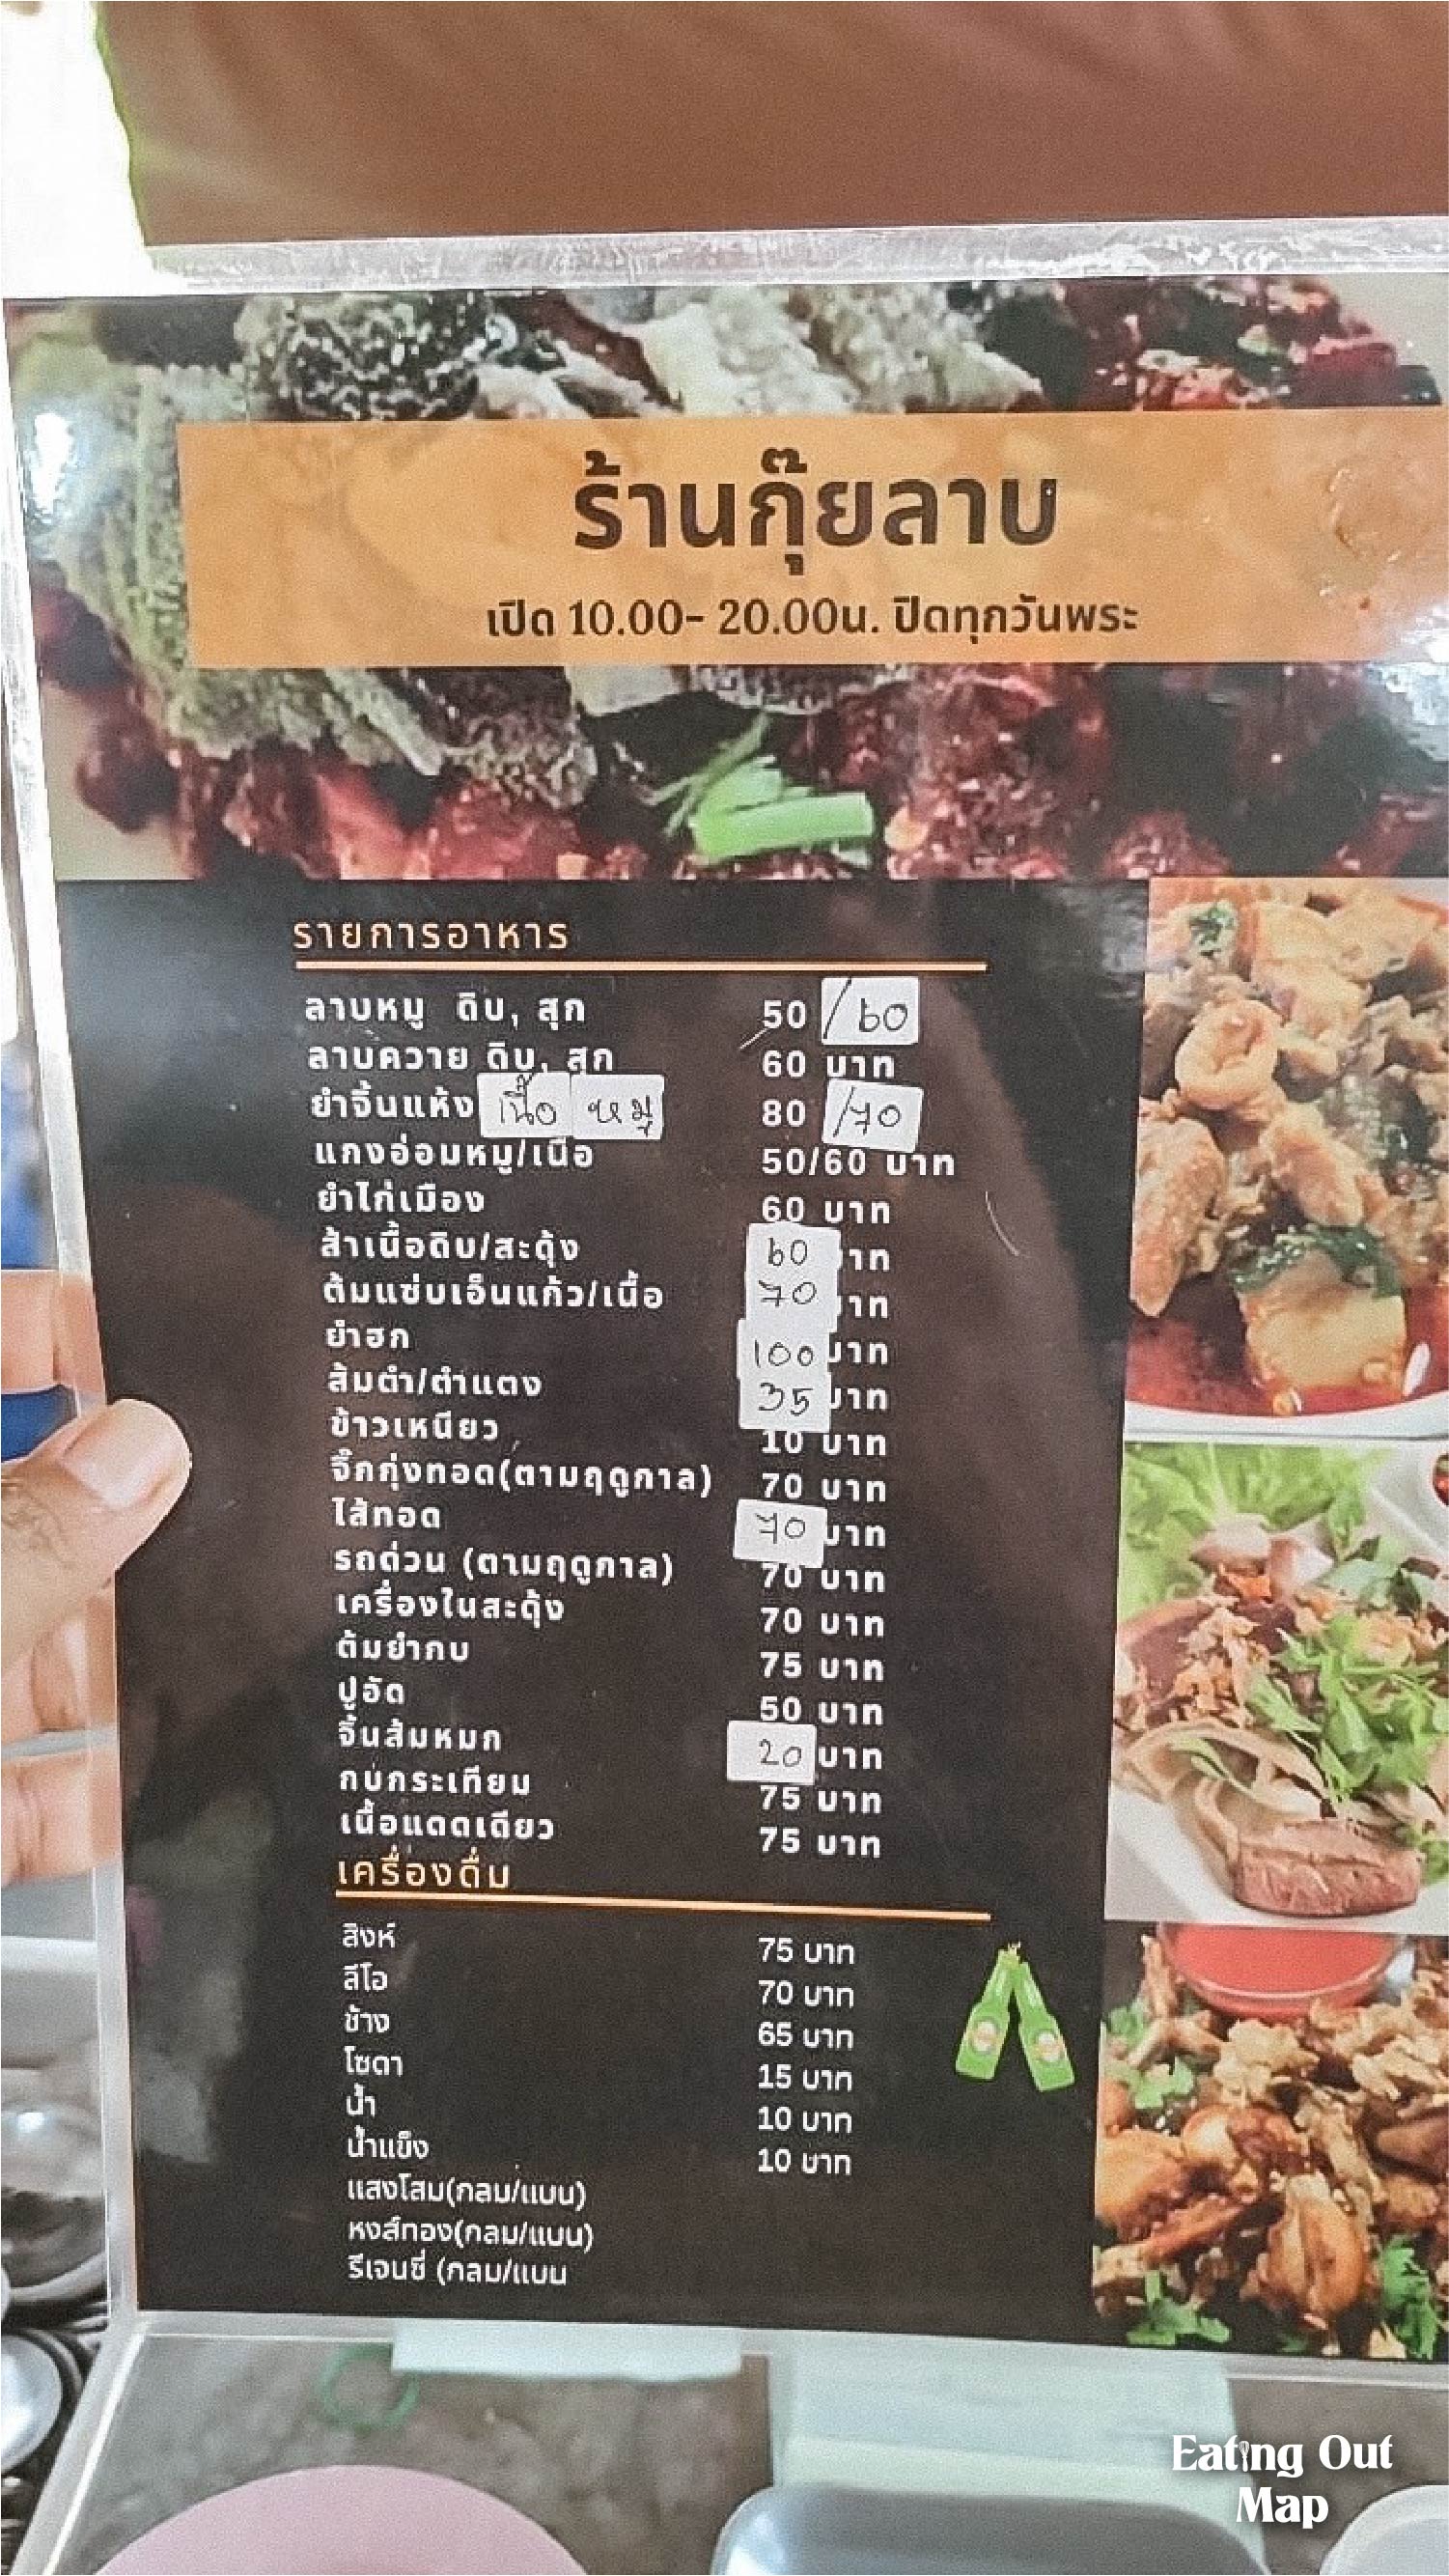 ร้านกุ๊ยลาบ
เปิด 10.00- 20.00น. ปิดทุกวันพระ
รายการอาหาร
ลาบหมู ดิบ, สุก 50 /60
ลาบควาย ดิบ, สุก 60 บาท
ยำจิ้นแห้ง เนื้อ หมู 80 /70
แกงอ่อมหมู/เนื้อ 50/60 บาท
ยำไก่เมือง 60 บาท
ส้าเนื้อดิบ/สะดุ้ง 60 บาท
ต้มแซ่บเอ็นแก้ว/เนื้อ 70 บาท
ยำฮก 100 บาท
ส้มตำ/ตำแตง 35 บาท
ข้าวเหนียว 10 บาท
จิ๊กกุ่งทอด(ตามฤดูกาล) 70 บาท
ไส้ทอด 70 บาท
รถด่วน (ตามฤดูกาล) 70 บาท
เครื่องในสะดุ้ง 70 บาท
ต้มยำกบ 75 บาท
ปูอัด 50 บาท
จิ้นส้มหมก 20 บาท
กบกระเทียม 75 บาท
เนื้อแดดเดียว 75 บาท
เครื่องดื่ม
สิงห์ 75 บาท
ลีโอ 70 บาท
ช้าง 65 บาท
โซดา 15 บาท
น้ำ 10 บาท
น้ำแข็ง 10 บาท
แสงโสม(กลม/แบน)
หงส์ทอง(กลม/แบน)
รีเจนซี่ (กลม/แบน
Eating Out
Map